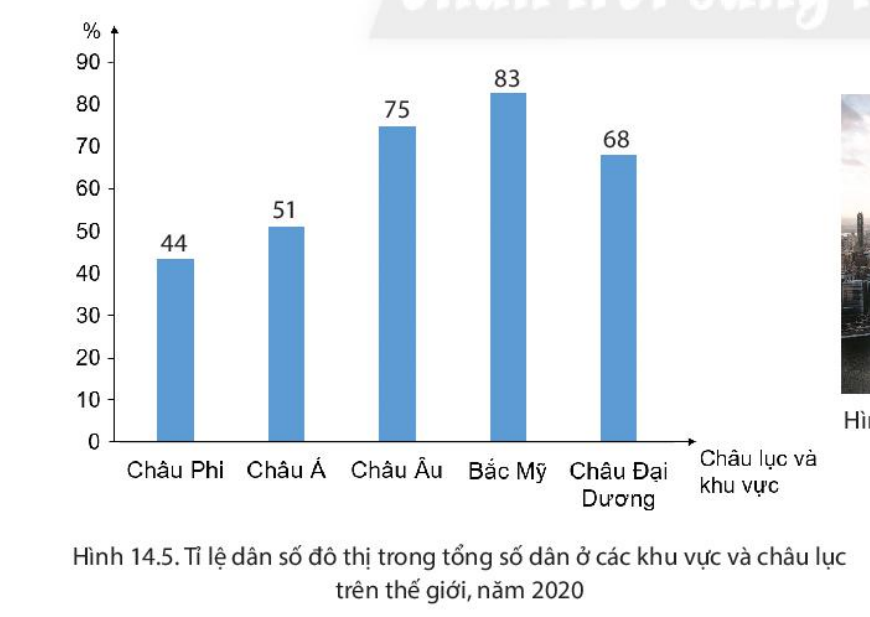 %
90
80
70
60
50
40
30
20
10
0
44
51
75
83
68
Châu Phi
Châu Á
Châu Âu
Bắc Mỹ
Châu Đại
Dương
Châu lục và
khu vực
Hình 14.5. Tỉ lệ dân số đô thị trong tổng số dân ở các khu vực và châu lục
trên thế giới, năm 2020